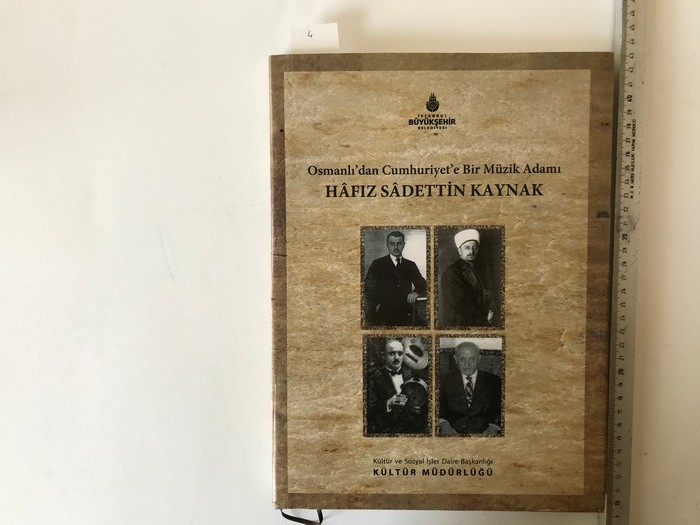 4
İSTANBUL
BÜYÜKŞEHİR
BELEDİYESİ
Osmanlı'dan Cumhuriyet'e Bir Müzik Adamı
HÂFIZ SÂDETTİN KAYNAK
Kültür ve Sosyal İşler Daire Başkanlığı
KÜLTÜR MÜDÜRLÜĞÜ